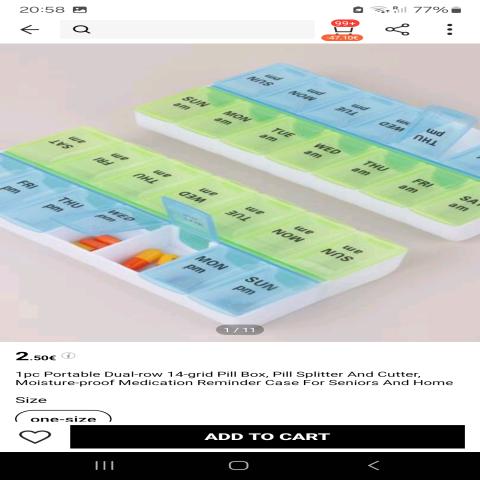 20:58
77%
99+
-47.10€
SUN pm
MON pm
TUE pm
WED pm
THU pm
SUN am
MON am
TUE am
WED am
THU am
FRI am
SAT am
SAT am
FRI am
THU am
WED am
TUE am
MON am
SUN am
FRI pm
THU pm
WED pm
MON pm
SUN pm
1 / 11
2.50€
1pc Portable Dual-row 14-grid Pill Box, Pill Splitter And Cutter,
Moisture-proof Medication Reminder Case For Seniors And Home
Size
one-size
ADD TO CART